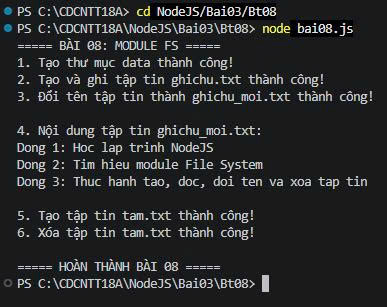 PS C:\CDCNTT18A> cd NodeJS/Bai03/Bt08
PS C:\CDCNTT18A\NodeJS\Bai03\Bt08> node bai08.js
===== BÀI 08: MODULE FS =====
1. Tạo thư mục data thành công!
2. Tạo và ghi tập tin ghichu.txt thành công!
3. Đổi tên tập tin thành ghichu_moi.txt thành công!
4. Nội dung tập tin ghichu_moi.txt:
Dong 1: Hoc lap trinh NodeJS
Dong 2: Tim hieu module File System
Dong 3: Thuc hanh tao, doc, doi ten va xoa tap tin
5. Tạo tập tin tam.txt thành công!
6. Xóa tập tin tam.txt thành công!
===== HOÀN THÀNH BÀI 08 =====
PS C:\CDCNTT18A\NodeJS\Bai03\Bt08>